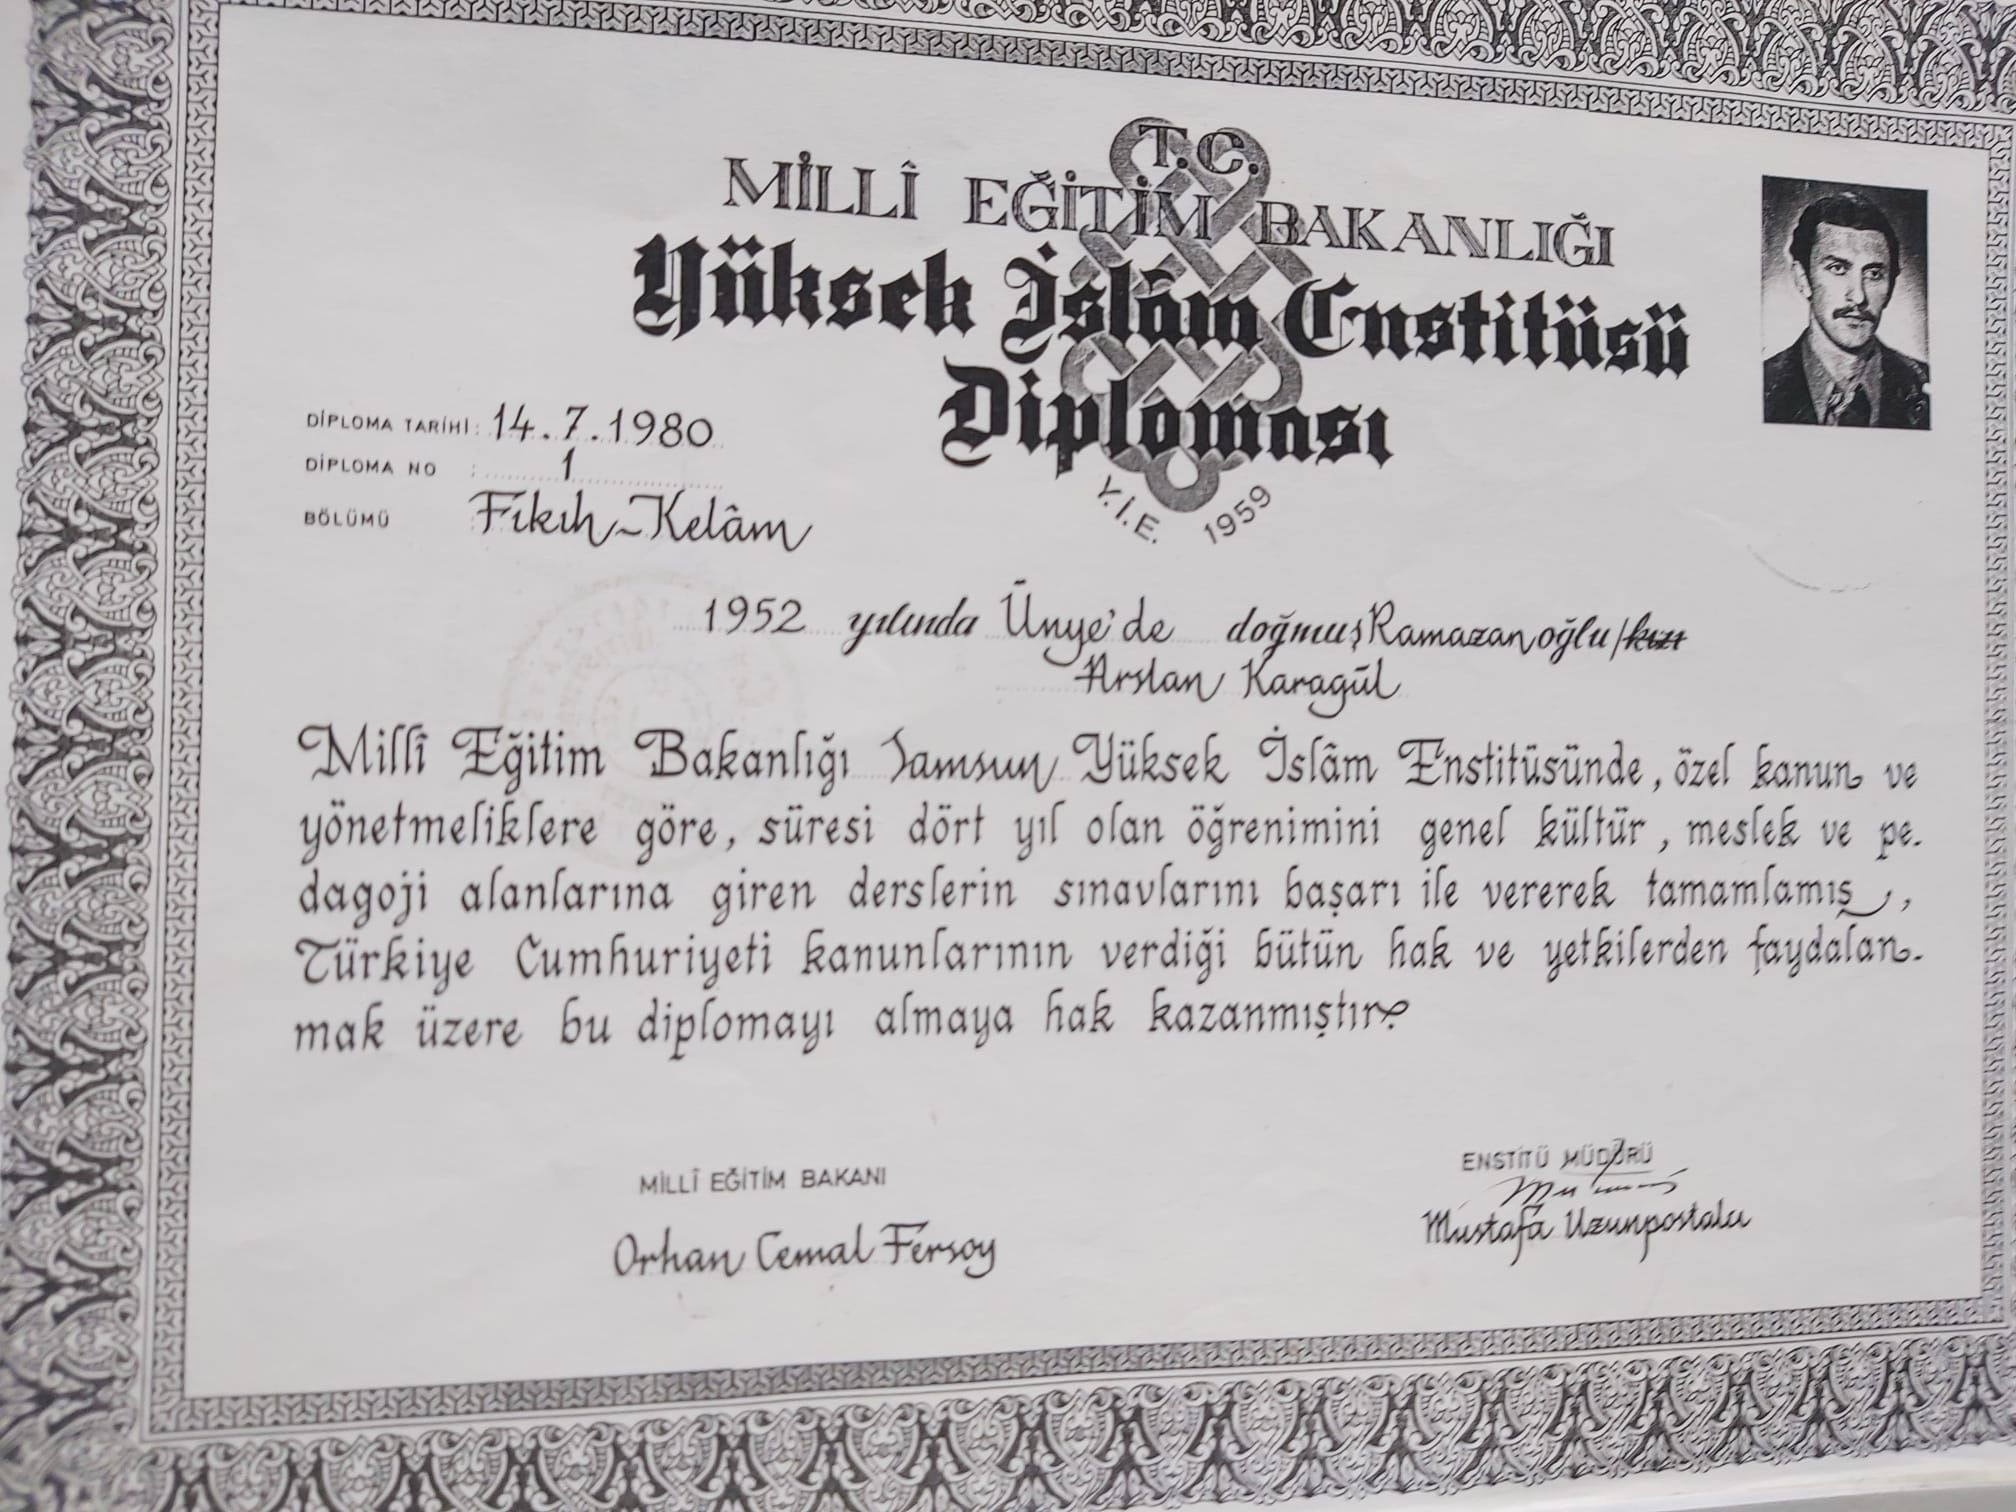 T.C.
MİLLÎ EĞİTİM BAKANLIĞI
Yüksek İslâm Enstitüsü
Diploması
Y.İ.E. 1959
DİPLOMA TARİHİ: 14.7.1980
DİPLOMA NO : 1
BÖLÜMÜ : Fıkıh-Kelâm
1952 yılında Ünye'de doğmuş Ramazan oğlu/kızı
Arslan Karagül
Millî Eğitim Bakanlığı Samsun Yüksek İslâm Enstitüsünde, özel kanun ve
yönetmeliklere göre, süresi dört yıl olan öğrenimini genel kültür, meslek ve pe-
dagoji alanlarına giren derslerin sınavlarını başarı ile vererek tamamlamış,
Türkiye Cumhuriyeti kanunlarının verdiği bütün hak ve yetkilerden faydalan-
mak üzere bu diplomayı almaya hak kazanmıştır.
MİLLÎ EĞİTİM BAKANI
Orhan Cemal Fersoy
ENSTİTÜ MÜDÜRÜ
Mustafa Uzunpostalcı